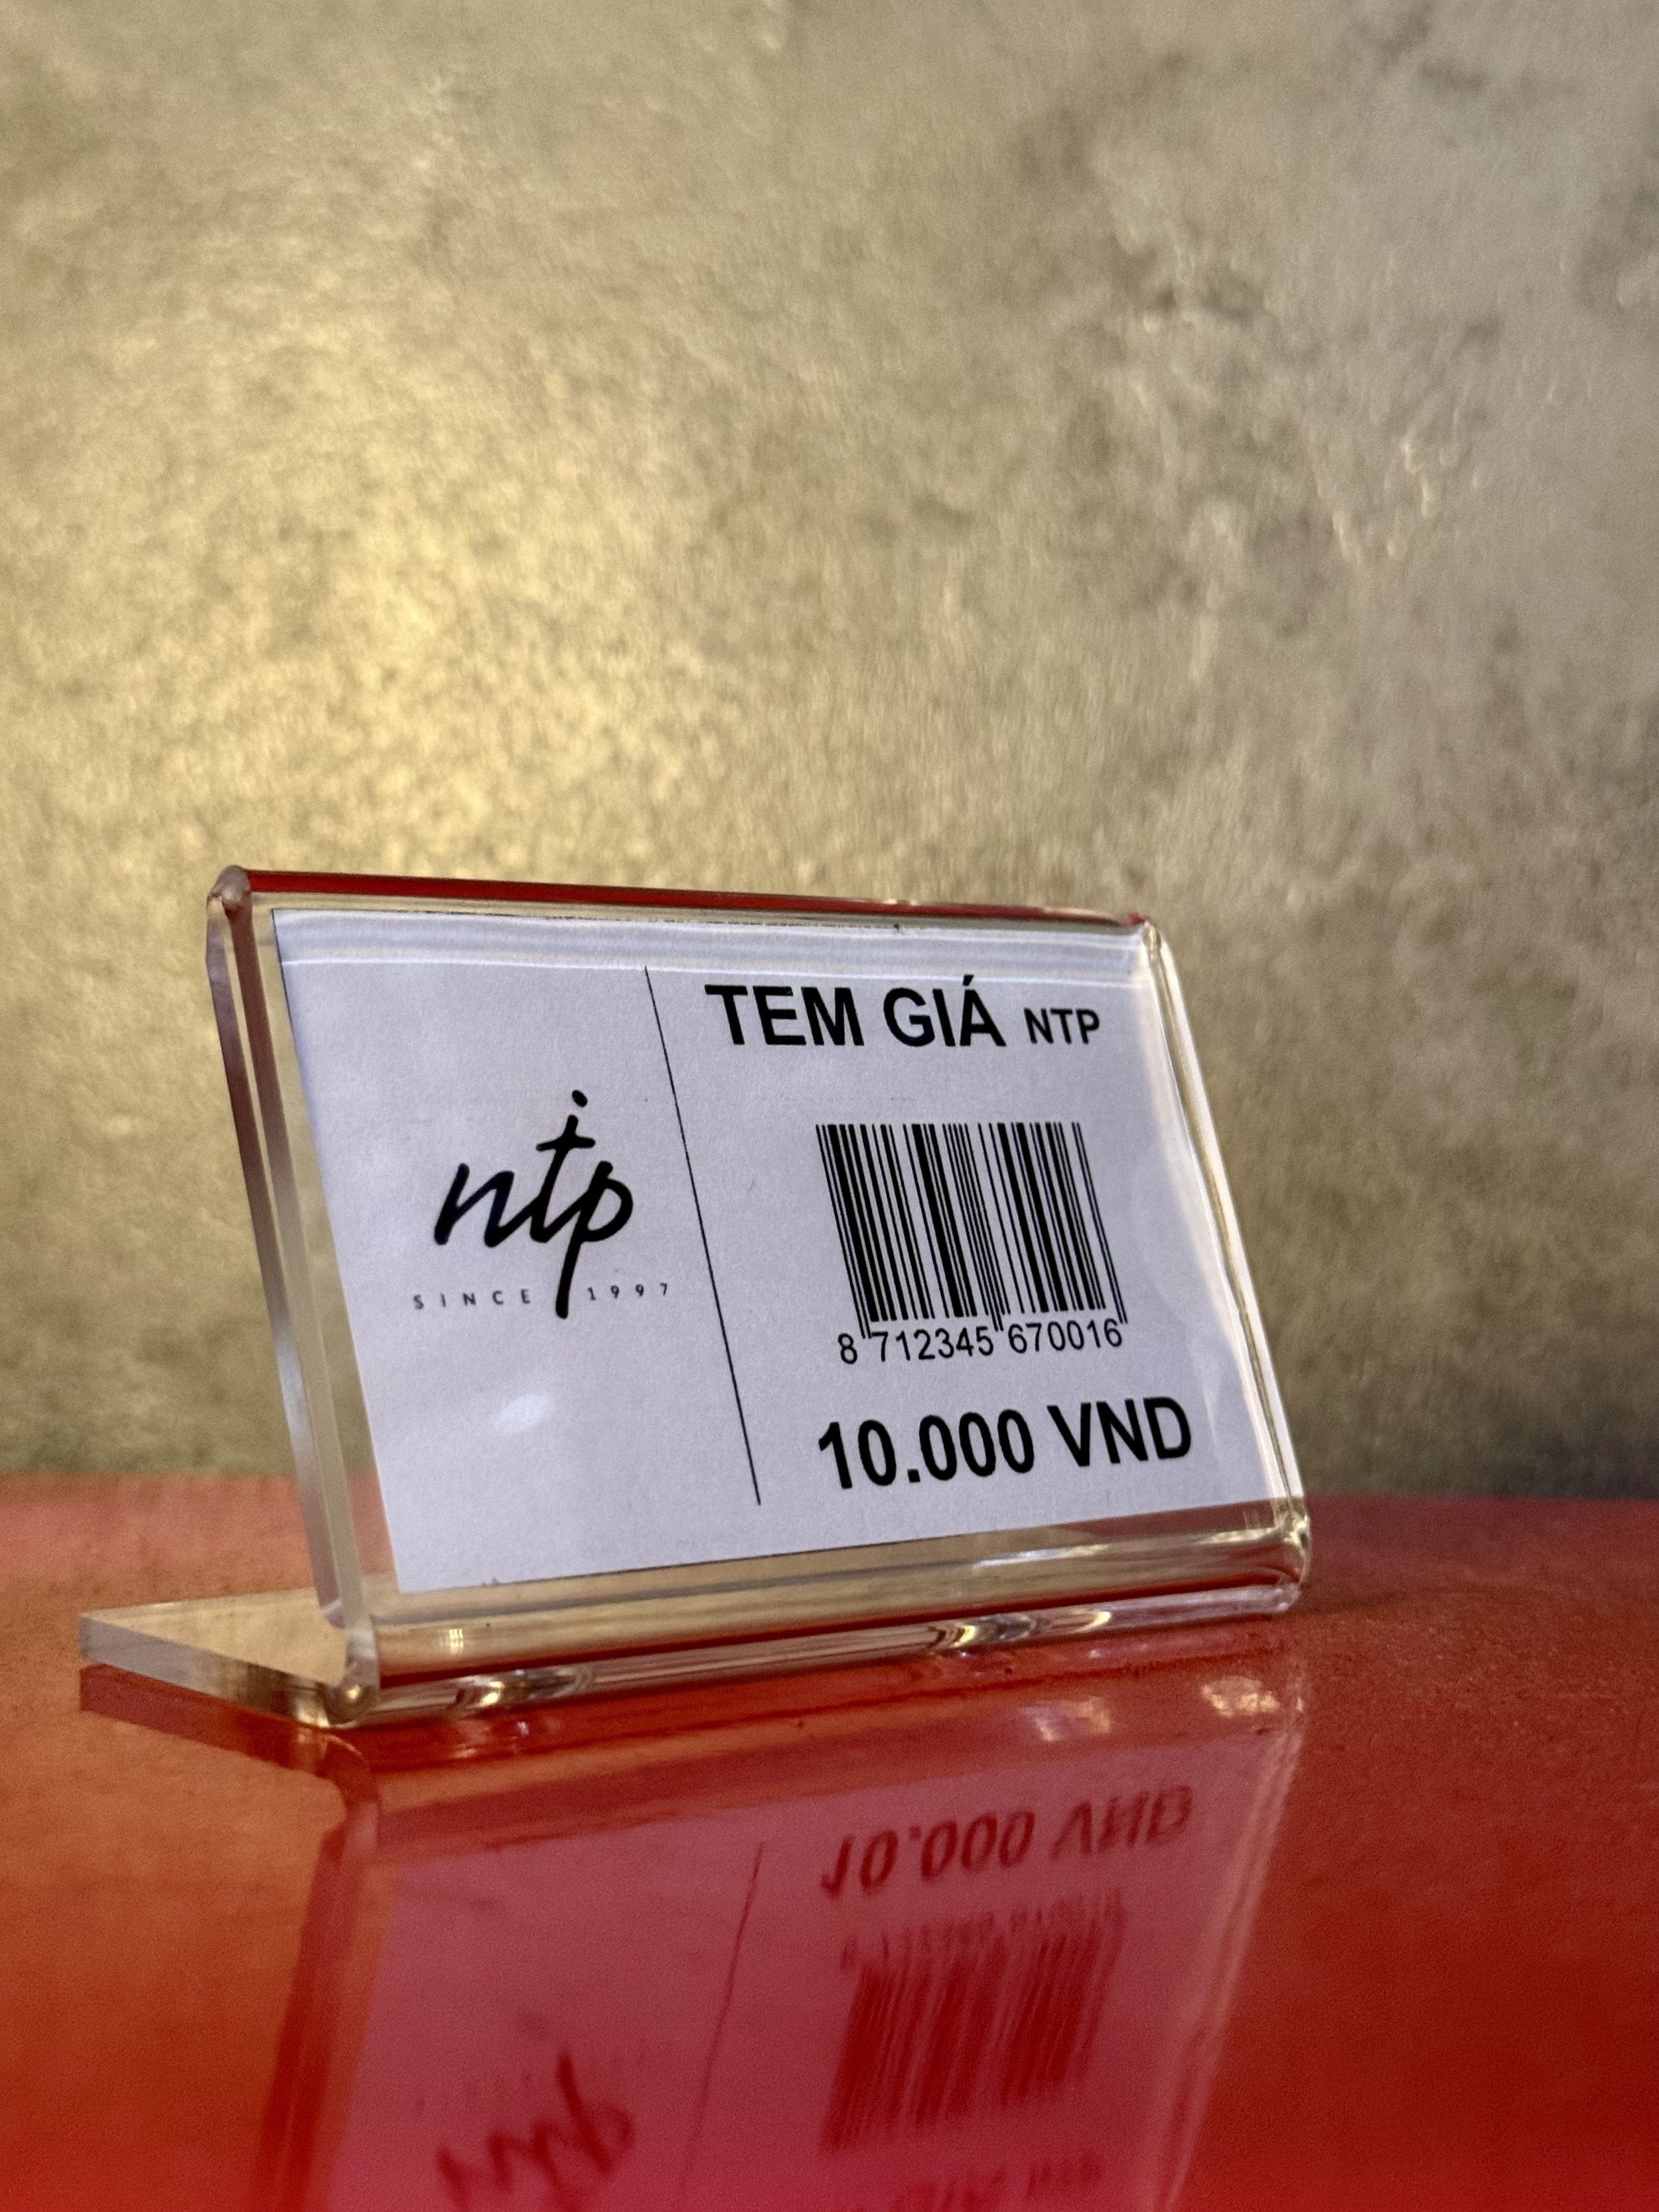 ntp
SINCE 1997
TEM GIÁ NTP
8 712345 670016
10.000 VND